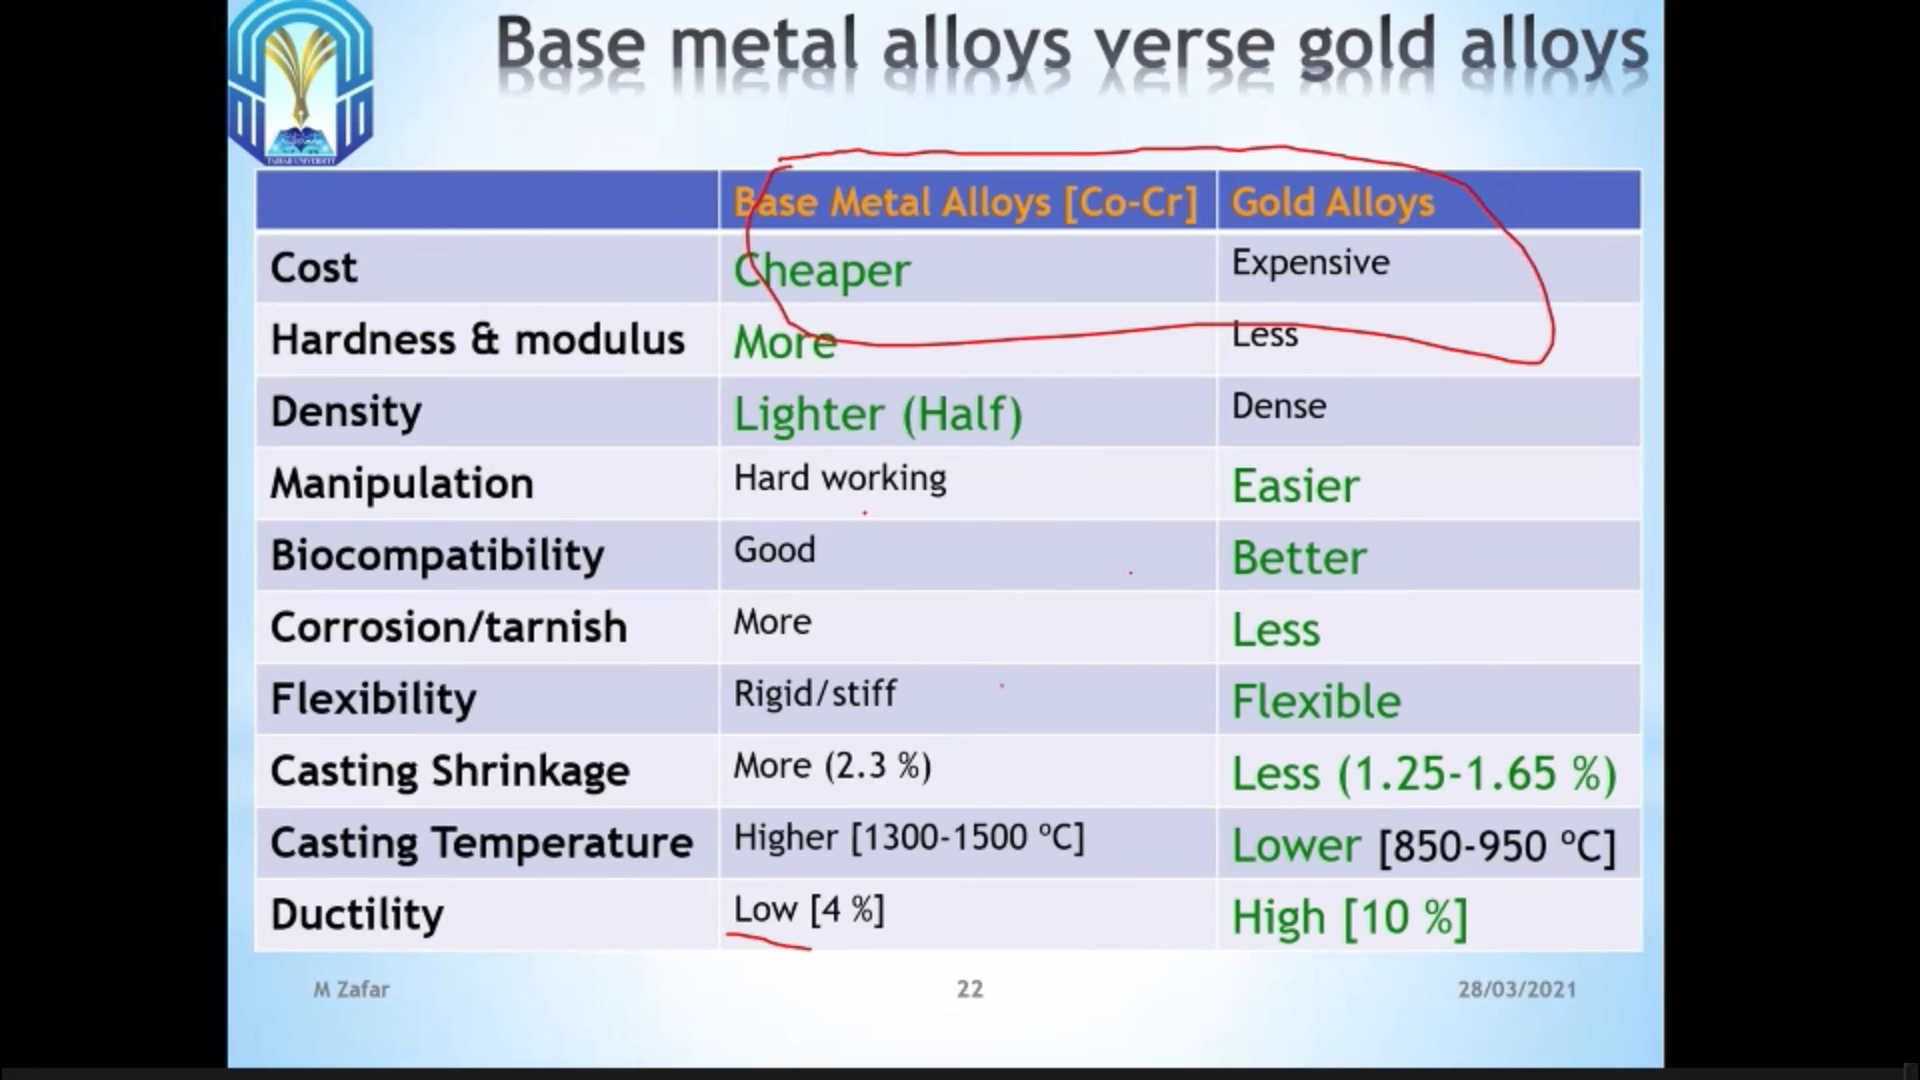 Base metal alloys verse gold alloys
TAIBAH UNIVERSITY
Base Metal Alloys [Co-Cr] Gold Alloys
Cost Cheaper Expensive
Hardness & modulus More Less
Density Lighter (Half) Dense
Manipulation Hard working Easier
Biocompatibility Good Better
Corrosion/tarnish More Less
Flexibility Rigid/stiff Flexible
Casting Shrinkage More (2.3 %) Less (1.25-1.65 %)
Casting Temperature Higher [1300-1500 ºC] Lower [850-950 ºC]
Ductility Low [4 %] High [10 %]
M Zafar 22 28/03/2021